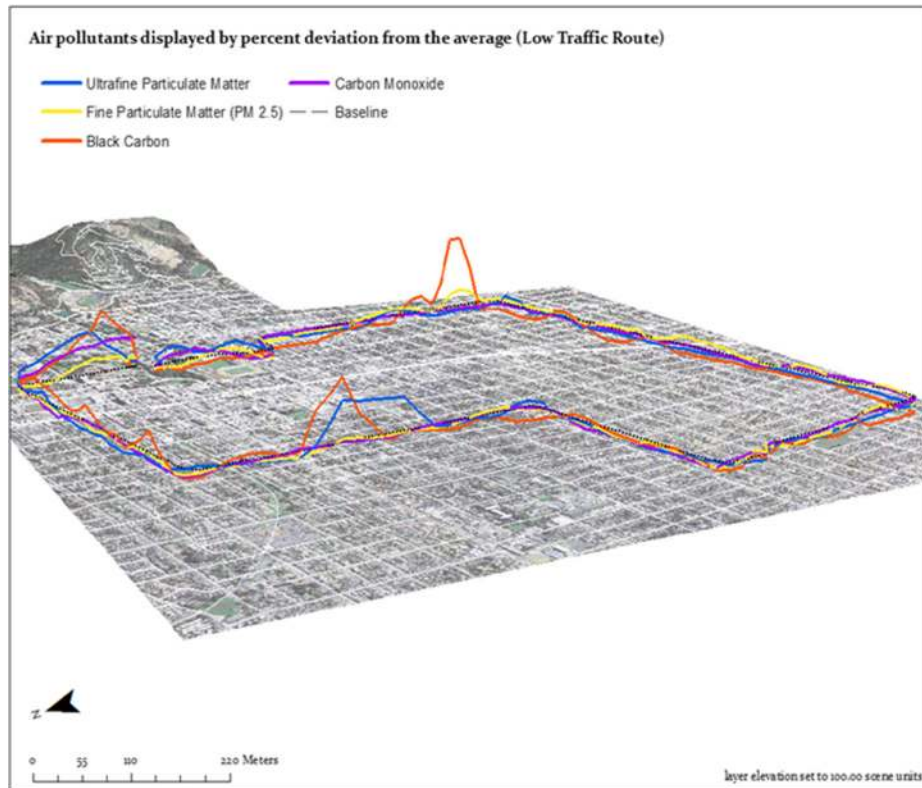 Air pollutants displayed by percent deviation from the average (Low Traffic Route)
Ultrafine Particulate Matter
Carbon Monoxide
Fine Particulate Matter (PM 2.5)
Baseline
Black Carbon
N
0 55 110 220 Meters
layer elevation set to 100.00 scene units